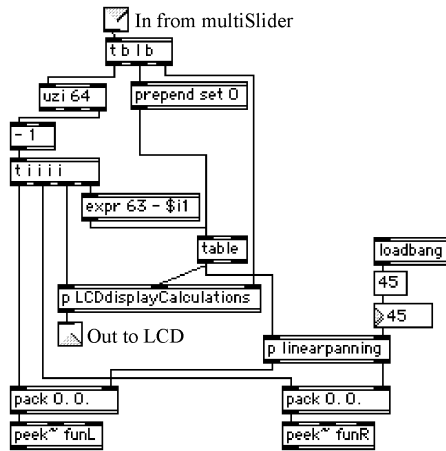 In from multiSlider
t b l b
uzi 64
prepend set 0
- 1
t i i i i
expr 63 - $i1
table
loadbang
p LCDdisplayCalculations
45
45
Out to LCD
p linearpanning
pack 0. 0.
pack 0. 0.
peek~ funL
peek~ funR